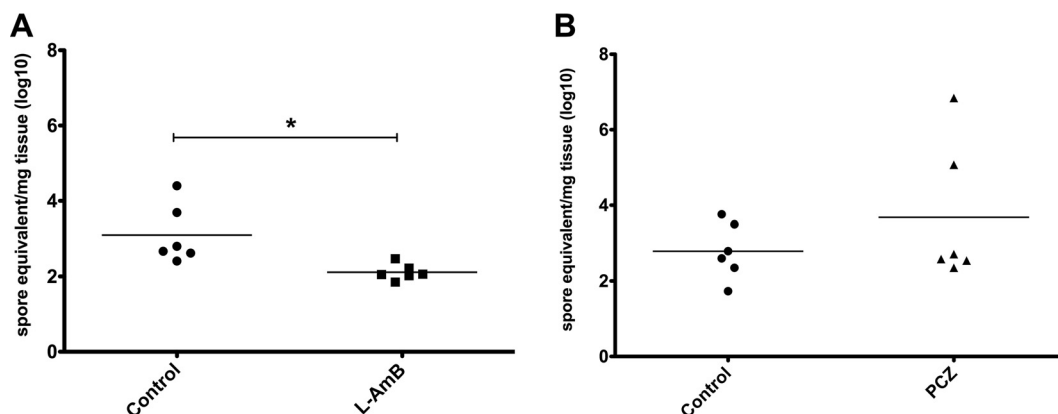 A
spore equivalent/mg tissue (log10)
8
6
4
2
0
*
Control
L-AmB
B
spore equivalent/mg tissue (log10)
8
6
4
2
0
Control
PCZ